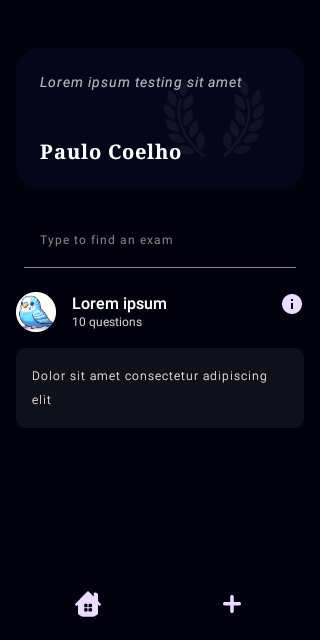 Lorem ipsum testing sit amet
Paulo Coelho
Type to find an exam
Lorem ipsum
10 questions
Dolor sit amet consectetur adipiscing
elit